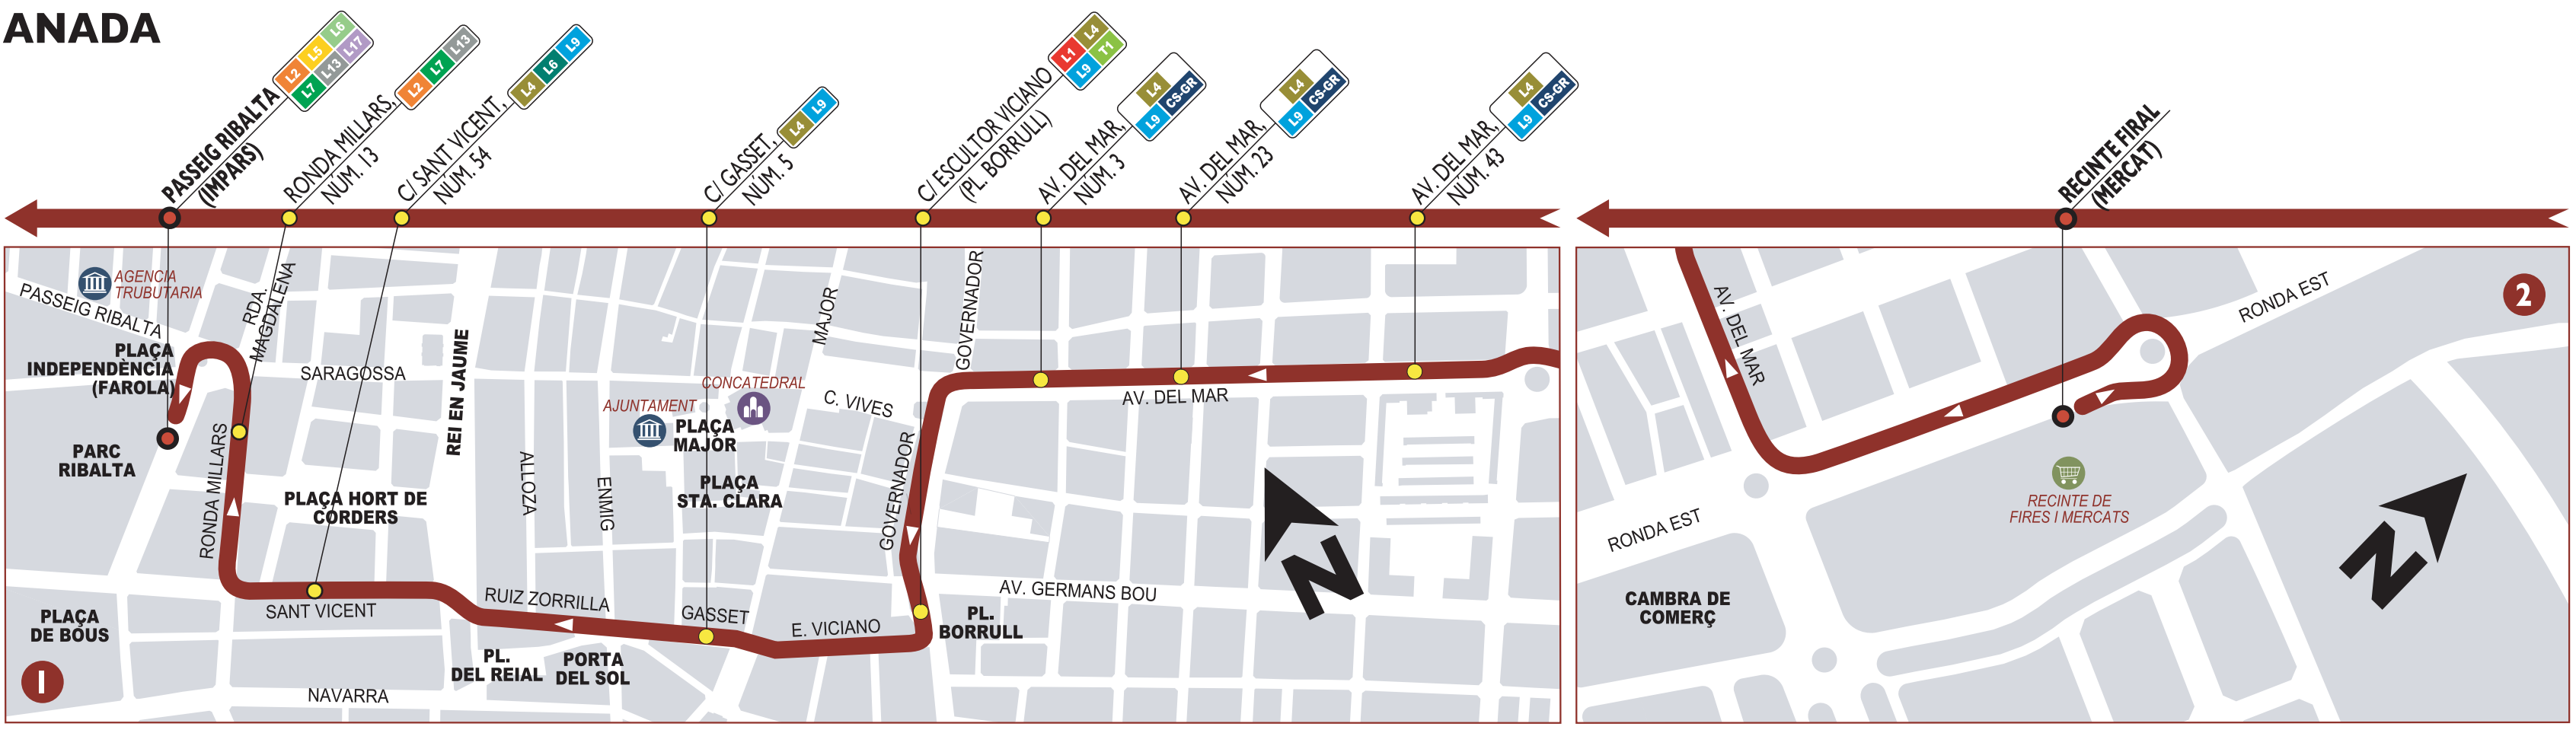 ANADA
PASSEIG RIBALTA
(IMPARS)
L2 L5 L6
L7 L13 L17
RONDA MILLARS,
NÚM. 13
L2 L7 L13
C/ SANT VICENT,
NÚM. 54
L4 L6 L9
C/ GASSET,
NÚM. 5
L4 L9
C/ ESCULTOR VICIANO
(PL. BORRULL)
L1 L4
L9 T1
AV. DEL MAR,
NÚM. 3
L4
L9 CS-GR
AV. DEL MAR,
NÚM. 23
L4
L9 CS-GR
AV. DEL MAR,
NÚM. 43
L4
L9 CS-GR
RECINTE FIRAL
(MERCAT)
AGENCIA
TRUBUTARIA
PASSEIG RIBALTA
RDA.
MAGDALENA
PLAÇA
INDEPENDÈNCIA
(FAROLA)
PARC
RIBALTA
RONDA MILLARS
SARAGOSSA
REI EN JAUME
PLAÇA HORT DE
CORDERS
ALLOZA
ENMIG
AJUNTAMENT
CONCATEDRAL
PLAÇA
MAJOR
PLAÇA
STA. CLARA
MAJOR
C. VIVES
GOVERNADOR
GOVERNADOR
AV. DEL MAR
AV. GERMANS BOU
N
PLAÇA
DE BOUS
SANT VICENT
RUIZ ZORRILLA
GASSET
E. VICIANO
PL.
BORRULL
PL.
DEL REIAL
PORTA
DEL SOL
NAVARRA
1
AV. DEL MAR
RONDA EST
2
RECINTE DE
FIRES I MERCATS
RONDA EST
CAMBRA DE
COMERÇ
N